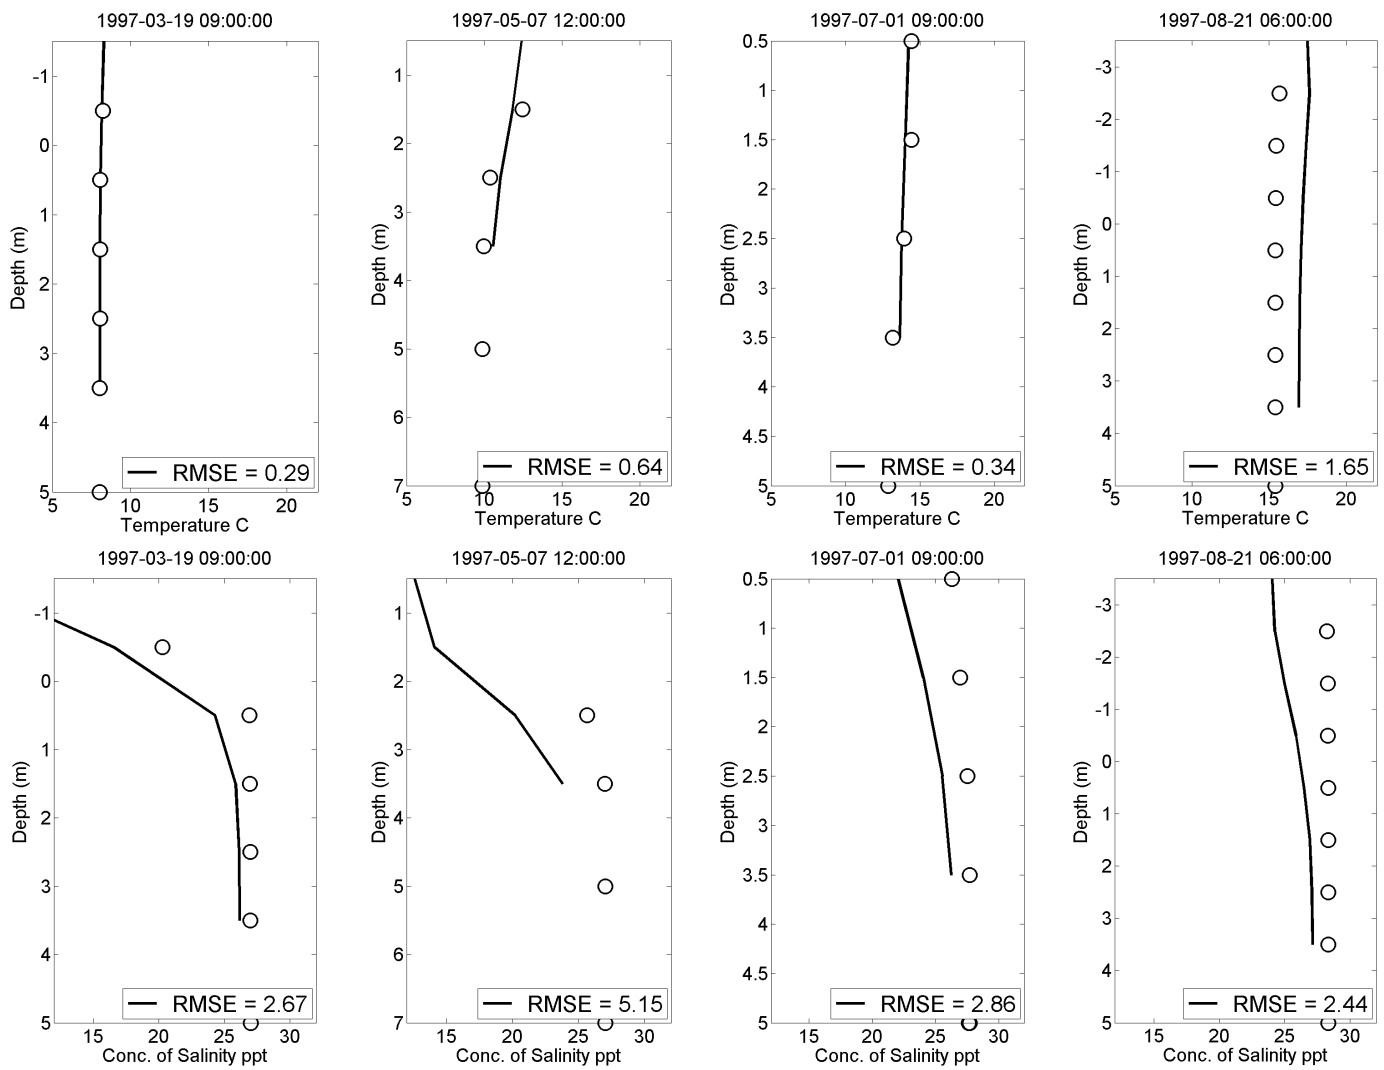 1997-03-19 09:00:00
-1
0
1
2
3
4
5
5 10 15 20
Depth (m)
Temperature C
RMSE = 0.29
1997-05-07 12:00:00
1
2
3
4
5
6
7
5 10 15 20
Depth (m)
Temperature C
RMSE = 0.64
1997-07-01 09:00:00
0.5
1
1.5
2
2.5
3
3.5
4
4.5
5
5 10 15 20
Depth (m)
Temperature C
RMSE = 0.34
1997-08-21 06:00:00
-3
-2
-1
0
1
2
3
4
5
5 10 15 20
Depth (m)
Temperature C
RMSE = 1.65
1997-03-19 09:00:00
-1
0
1
2
3
4
5
15 20 25 30
Depth (m)
Conc. of Salinity ppt
RMSE = 2.67
1997-05-07 12:00:00
1
2
3
4
5
6
7
15 20 25 30
Depth (m)
Conc. of Salinity ppt
RMSE = 5.15
1997-07-01 09:00:00
0.5
1
1.5
2
2.5
3
3.5
4
4.5
5
15 20 25 30
Depth (m)
Conc. of Salinity ppt
RMSE = 2.86
1997-08-21 06:00:00
-3
-2
-1
0
1
2
3
4
5
15 20 25 30
Depth (m)
Conc. of Salinity ppt
RMSE = 2.44